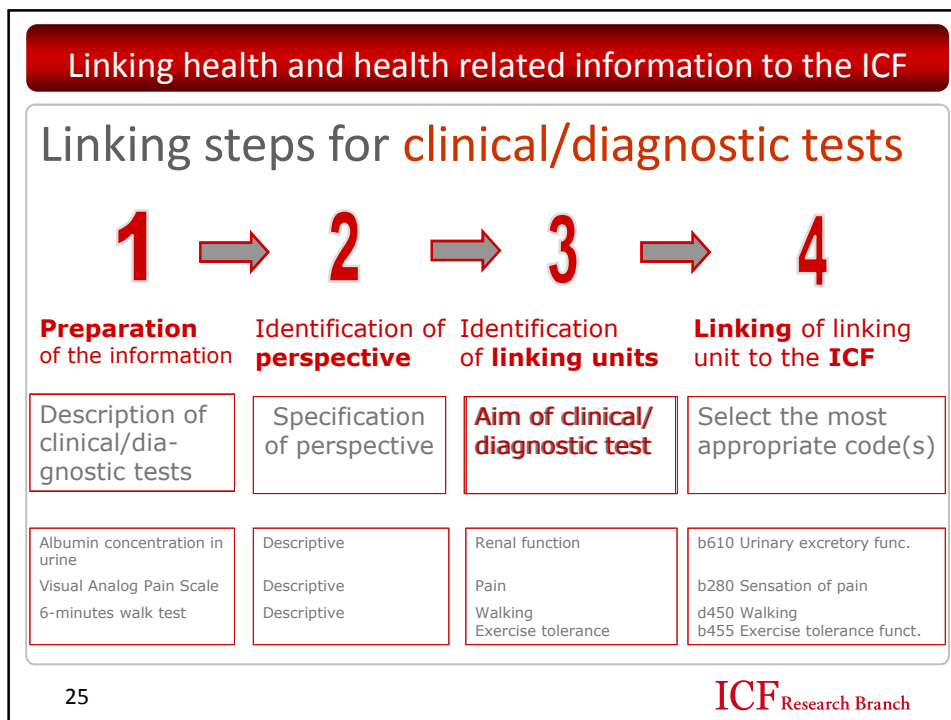 Linking health and health related information to the ICF
Linking steps for clinical/diagnostic tests
1
2
3
4
Preparation
of the information
Identification of
perspective
Identification
of linking units
Linking of linking
unit to the ICF
Description of
clinical/dia-
gnostic tests
Specification
of perspective
Aim of clinical/
diagnostic test
Select the most
appropriate code(s)
Albumin concentration in
urine
Visual Analog Pain Scale
6-minutes walk test
Descriptive
Descriptive
Descriptive
Renal function
Pain
Walking
Exercise tolerance
b610 Urinary excretory func.
b280 Sensation of pain
d450 Walking
b455 Exercise tolerance funct.
25
ICF Research Branch